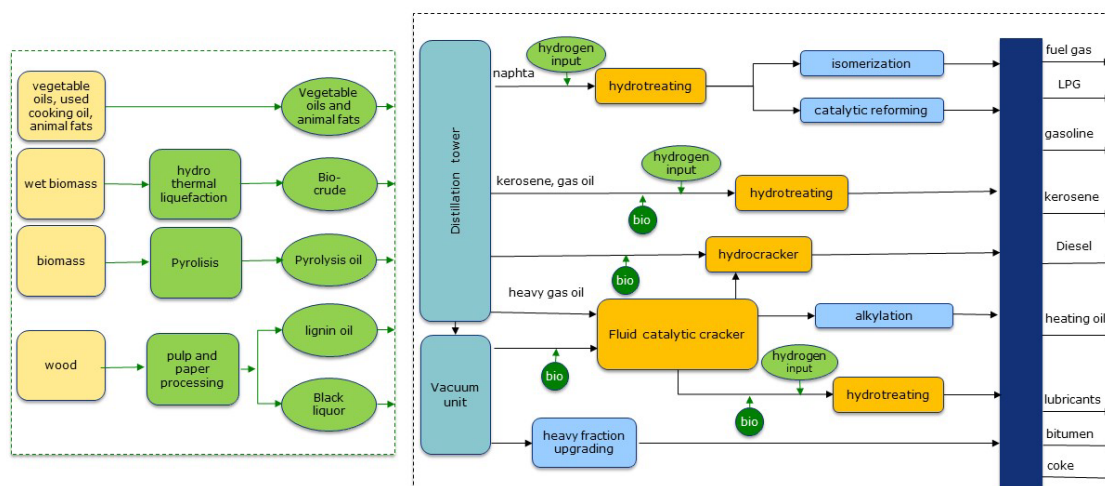 vegetable
oils, used
cooking oil,
animal fats
Vegetable
oils and
animal fats
wet biomass
hydro
thermal
liquefaction
Bio-
crude
biomass
Pyrolisis
Pyrolysis oil
wood
pulp and
paper
processing
lignin oil
Black
liquor
Distillation tower
Vacuum
unit
naphta
hydrogen
input
hydrotreating
isomerization
catalytic reforming
kerosene, gas oil
bio
hydrogen
input
hydrotreating
bio
hydrocracker
heavy gas oil
Fluid catalytic cracker
alkylation
bio
hydrogen
input
bio
hydrotreating
heavy fraction
upgrading
fuel gas
LPG
gasoline
kerosene
Diesel
heating oil
lubricants
bitumen
coke